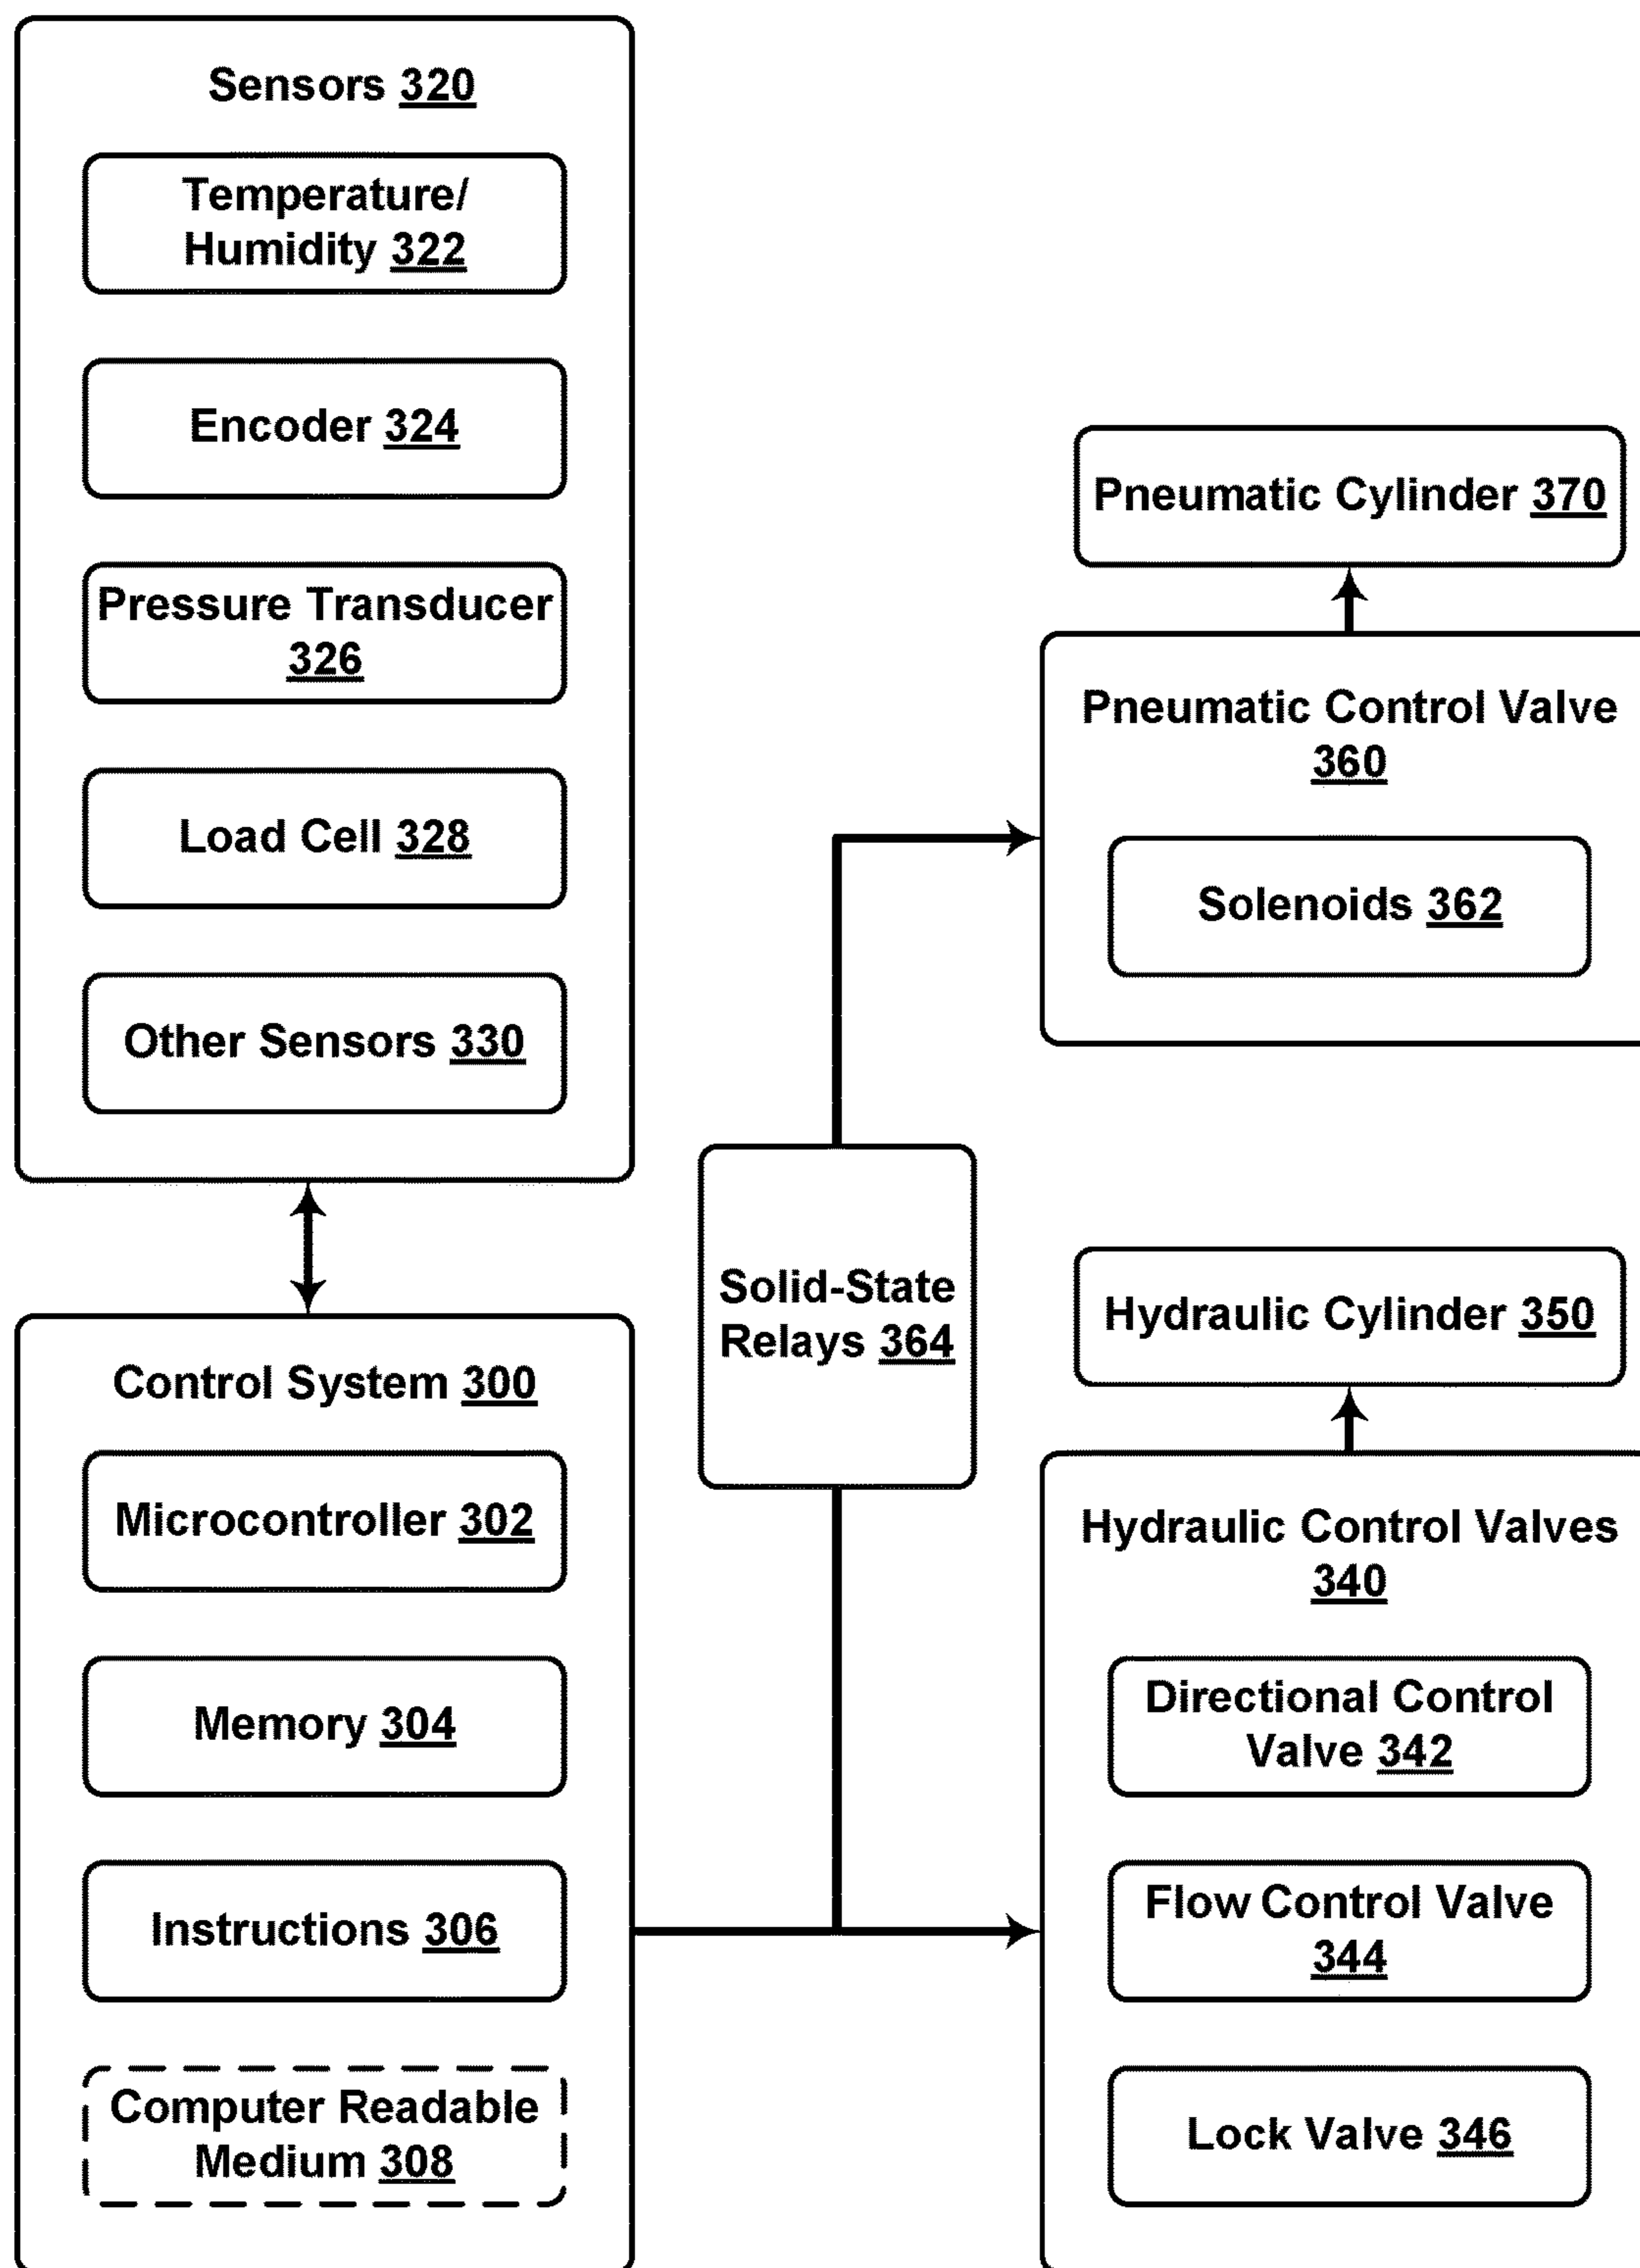 Sensors 320
Temperature/
Humidity 322
Encoder 324
Pressure Transducer
326
Load Cell 328
Other Sensors 330
Control System 300
Microcontroller 302
Memory 304
Instructions 306
Computer Readable
Medium 308
Solid-State
Relays 364
Pneumatic Cylinder 370
Pneumatic Control Valve
360
Solenoids 362
Hydraulic Cylinder 350
Hydraulic Control Valves
340
Directional Control
Valve 342
Flow Control Valve
344
Lock Valve 346